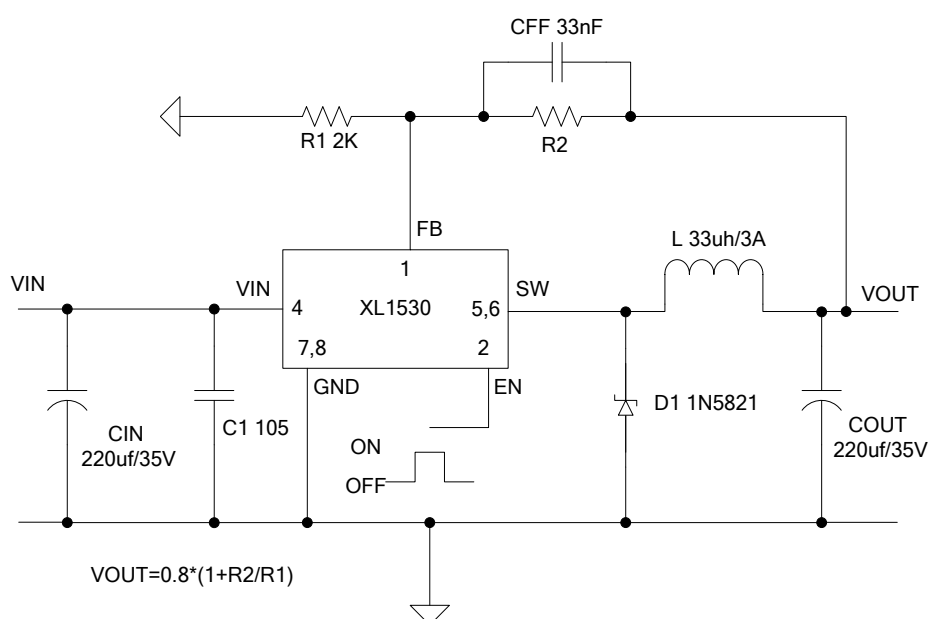 CFF 33nF
R1 2K
R2
FB
1
L 33uh/3A
VIN
VIN
SW
VOUT
4
XL1530
5,6
7,8
2
GND
EN
C1 105
D1 1N5821
CIN
220uf/35V
COUT
220uf/35V
ON
OFF
VOUT=0.8*(1+R2/R1)